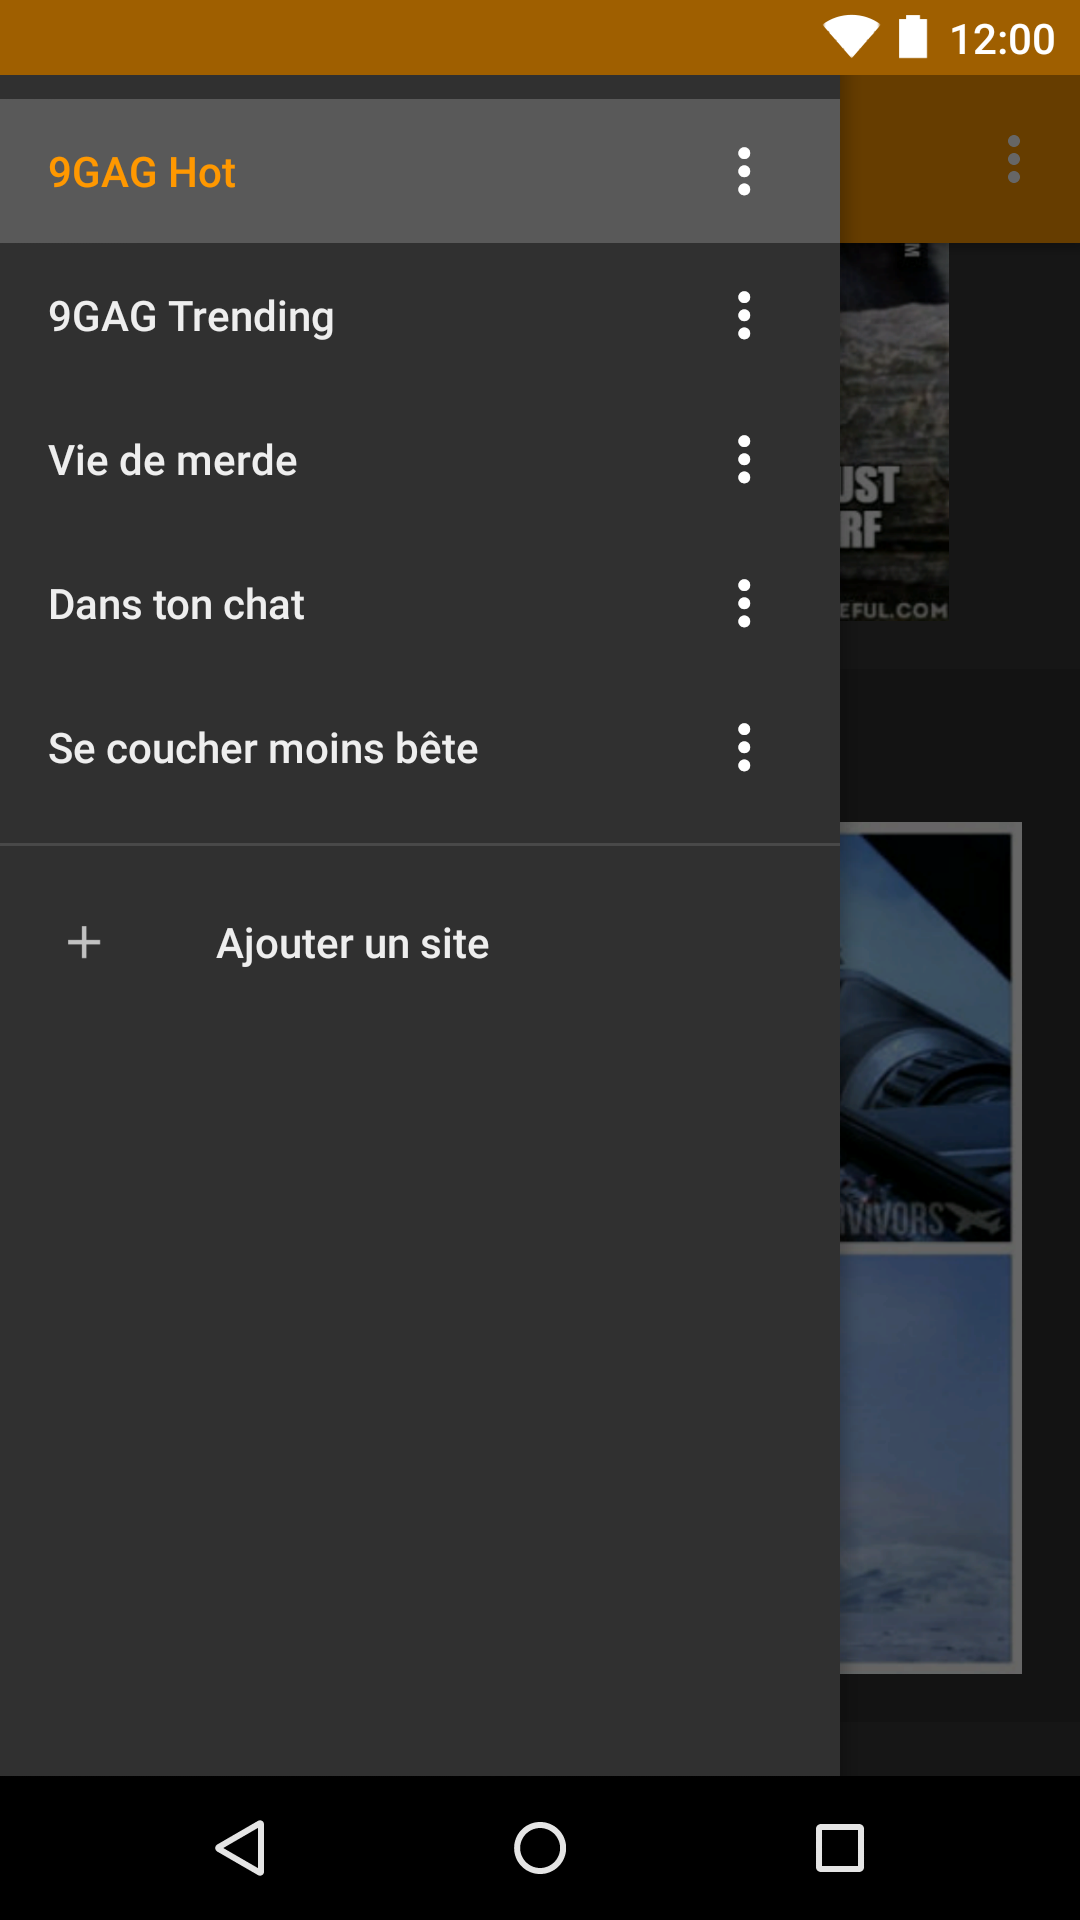 12:00
9GAG Hot
9GAG Trending
Vie de merde
Dans ton chat
Se coucher moins bête
Ajouter un site
UST
RF
EFUL.COM
RVIVORS